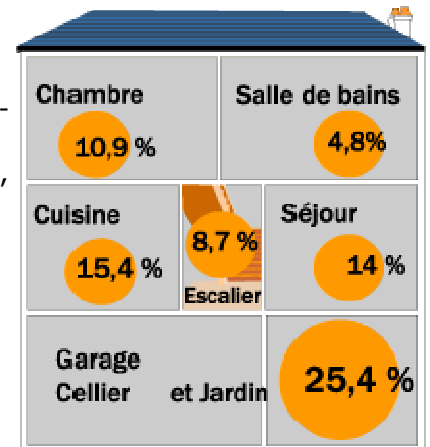 Chambre
10,9 %
Salle de bains
4,8%
-
,
Cuisine
15,4 %
8,7 %
Escalier
Séjour
14 %
Garage
Cellier et Jardin
25,4 %